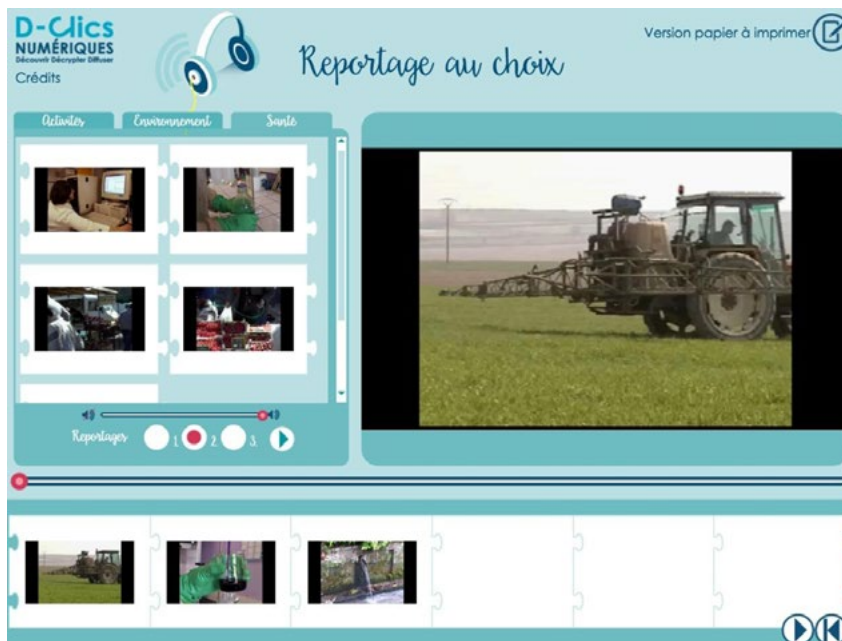 D-Clics
NUMÉRIQUES
Découvrir Décrypter Diffuser
Crédits
Reportage au choix
Version papier à imprimer
Activités
Environnement
Santé
Reportages 1. 2. 3.